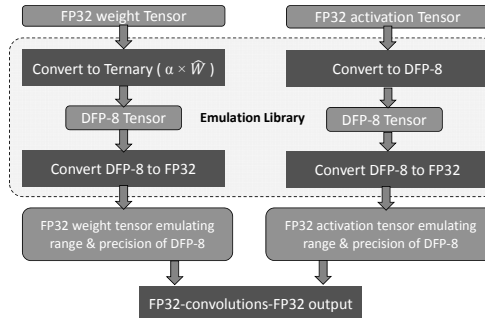 FP32 weight Tensor
FP32 activation Tensor
Convert to Ternary ( α × Ŵ )
Convert to DFP-8
DFP-8 Tensor
Emulation Library
DFP-8 Tensor
Convert DFP-8 to FP32
Convert DFP-8 to FP32
FP32 weight tensor emulating
range & precision of DFP-8
FP32 activation tensor emulating
range & precision of DFP-8
FP32-convolutions-FP32 output